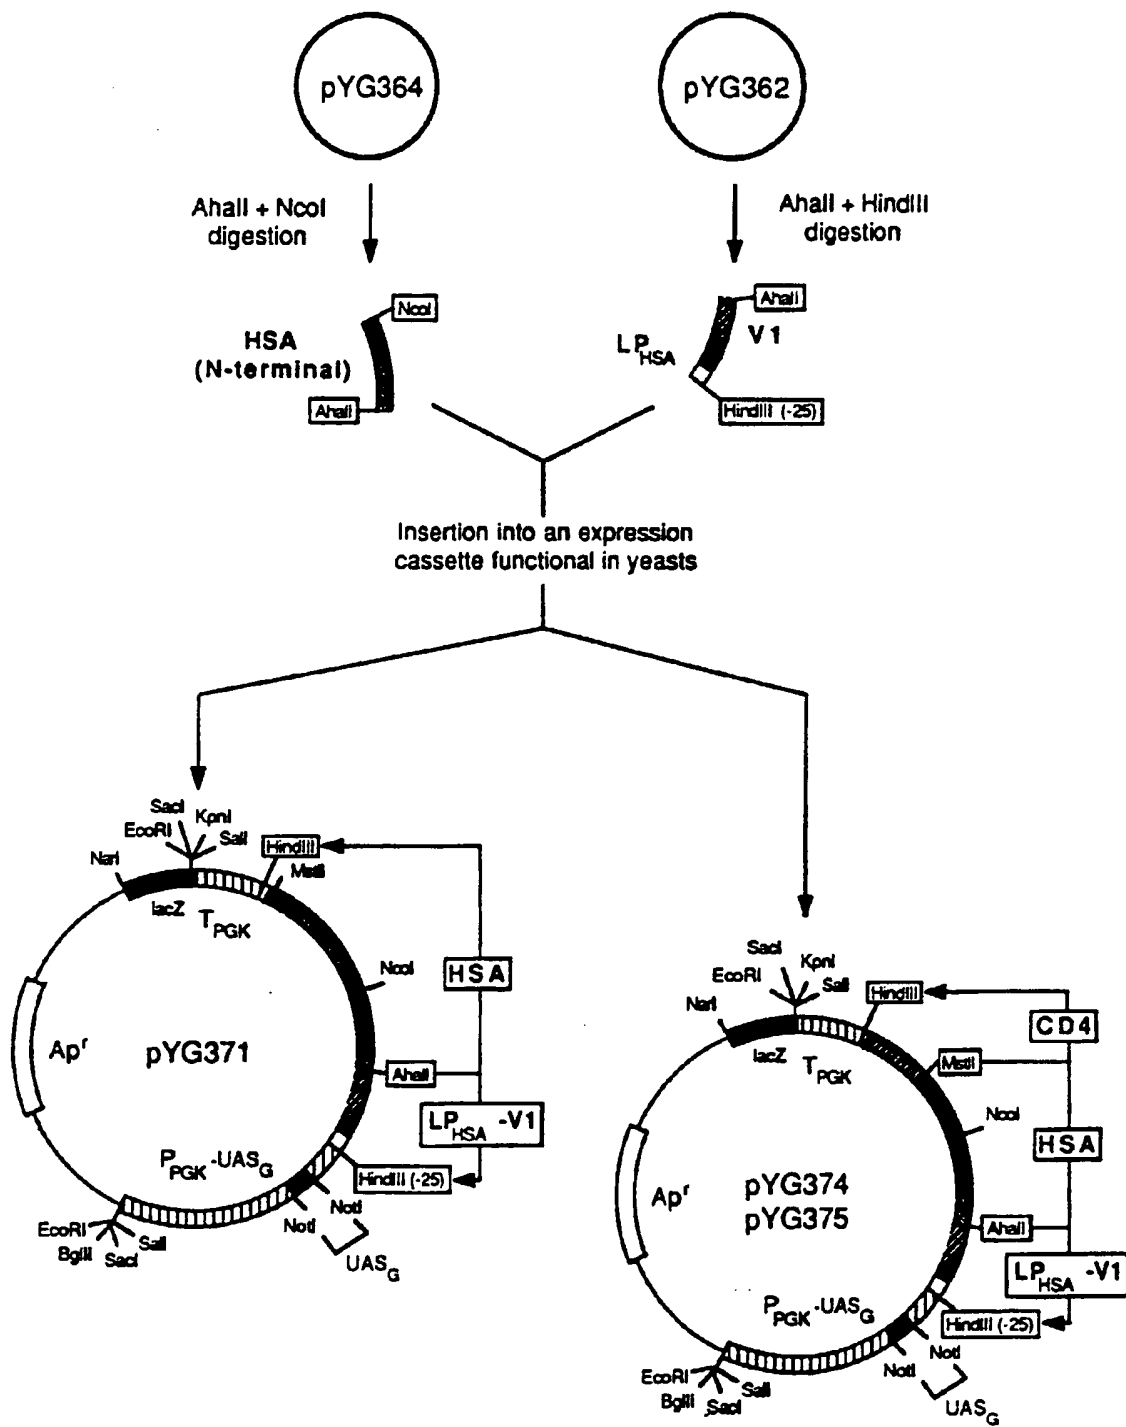 pYG364
pYG362
AhaII + NcoI
digestion
AhaII + HindIII
digestion
NcoI
HSA
(N-terminal)
AhaII
AhaII
V1
LP HSA
HindIII (-25)
Insertion into an expression
cassette functional in yeasts
SacI
KpnI
EcoRI
SalI
NarI
HindIII
MstII
lacZ
T PGK
NcoI
HSA
Apʳ
pYG371
AhaII
LP HSA -V1
P PGK -UAS G
HindIII (-25)
NotI
NotI
UAS G
EcoRI
BglII
SacI
SalI
SacI
KpnI
EcoRI
SalI
NarI
HindIII
CD4
MstII
lacZ
T PGK
NcoI
HSA
Apʳ
pYG374
pYG375
AhaII
LP HSA -V1
P PGK -UAS G
HindIII (-25)
NotI
NotI
UAS G
EcoRI
BglII
SacI
SalI